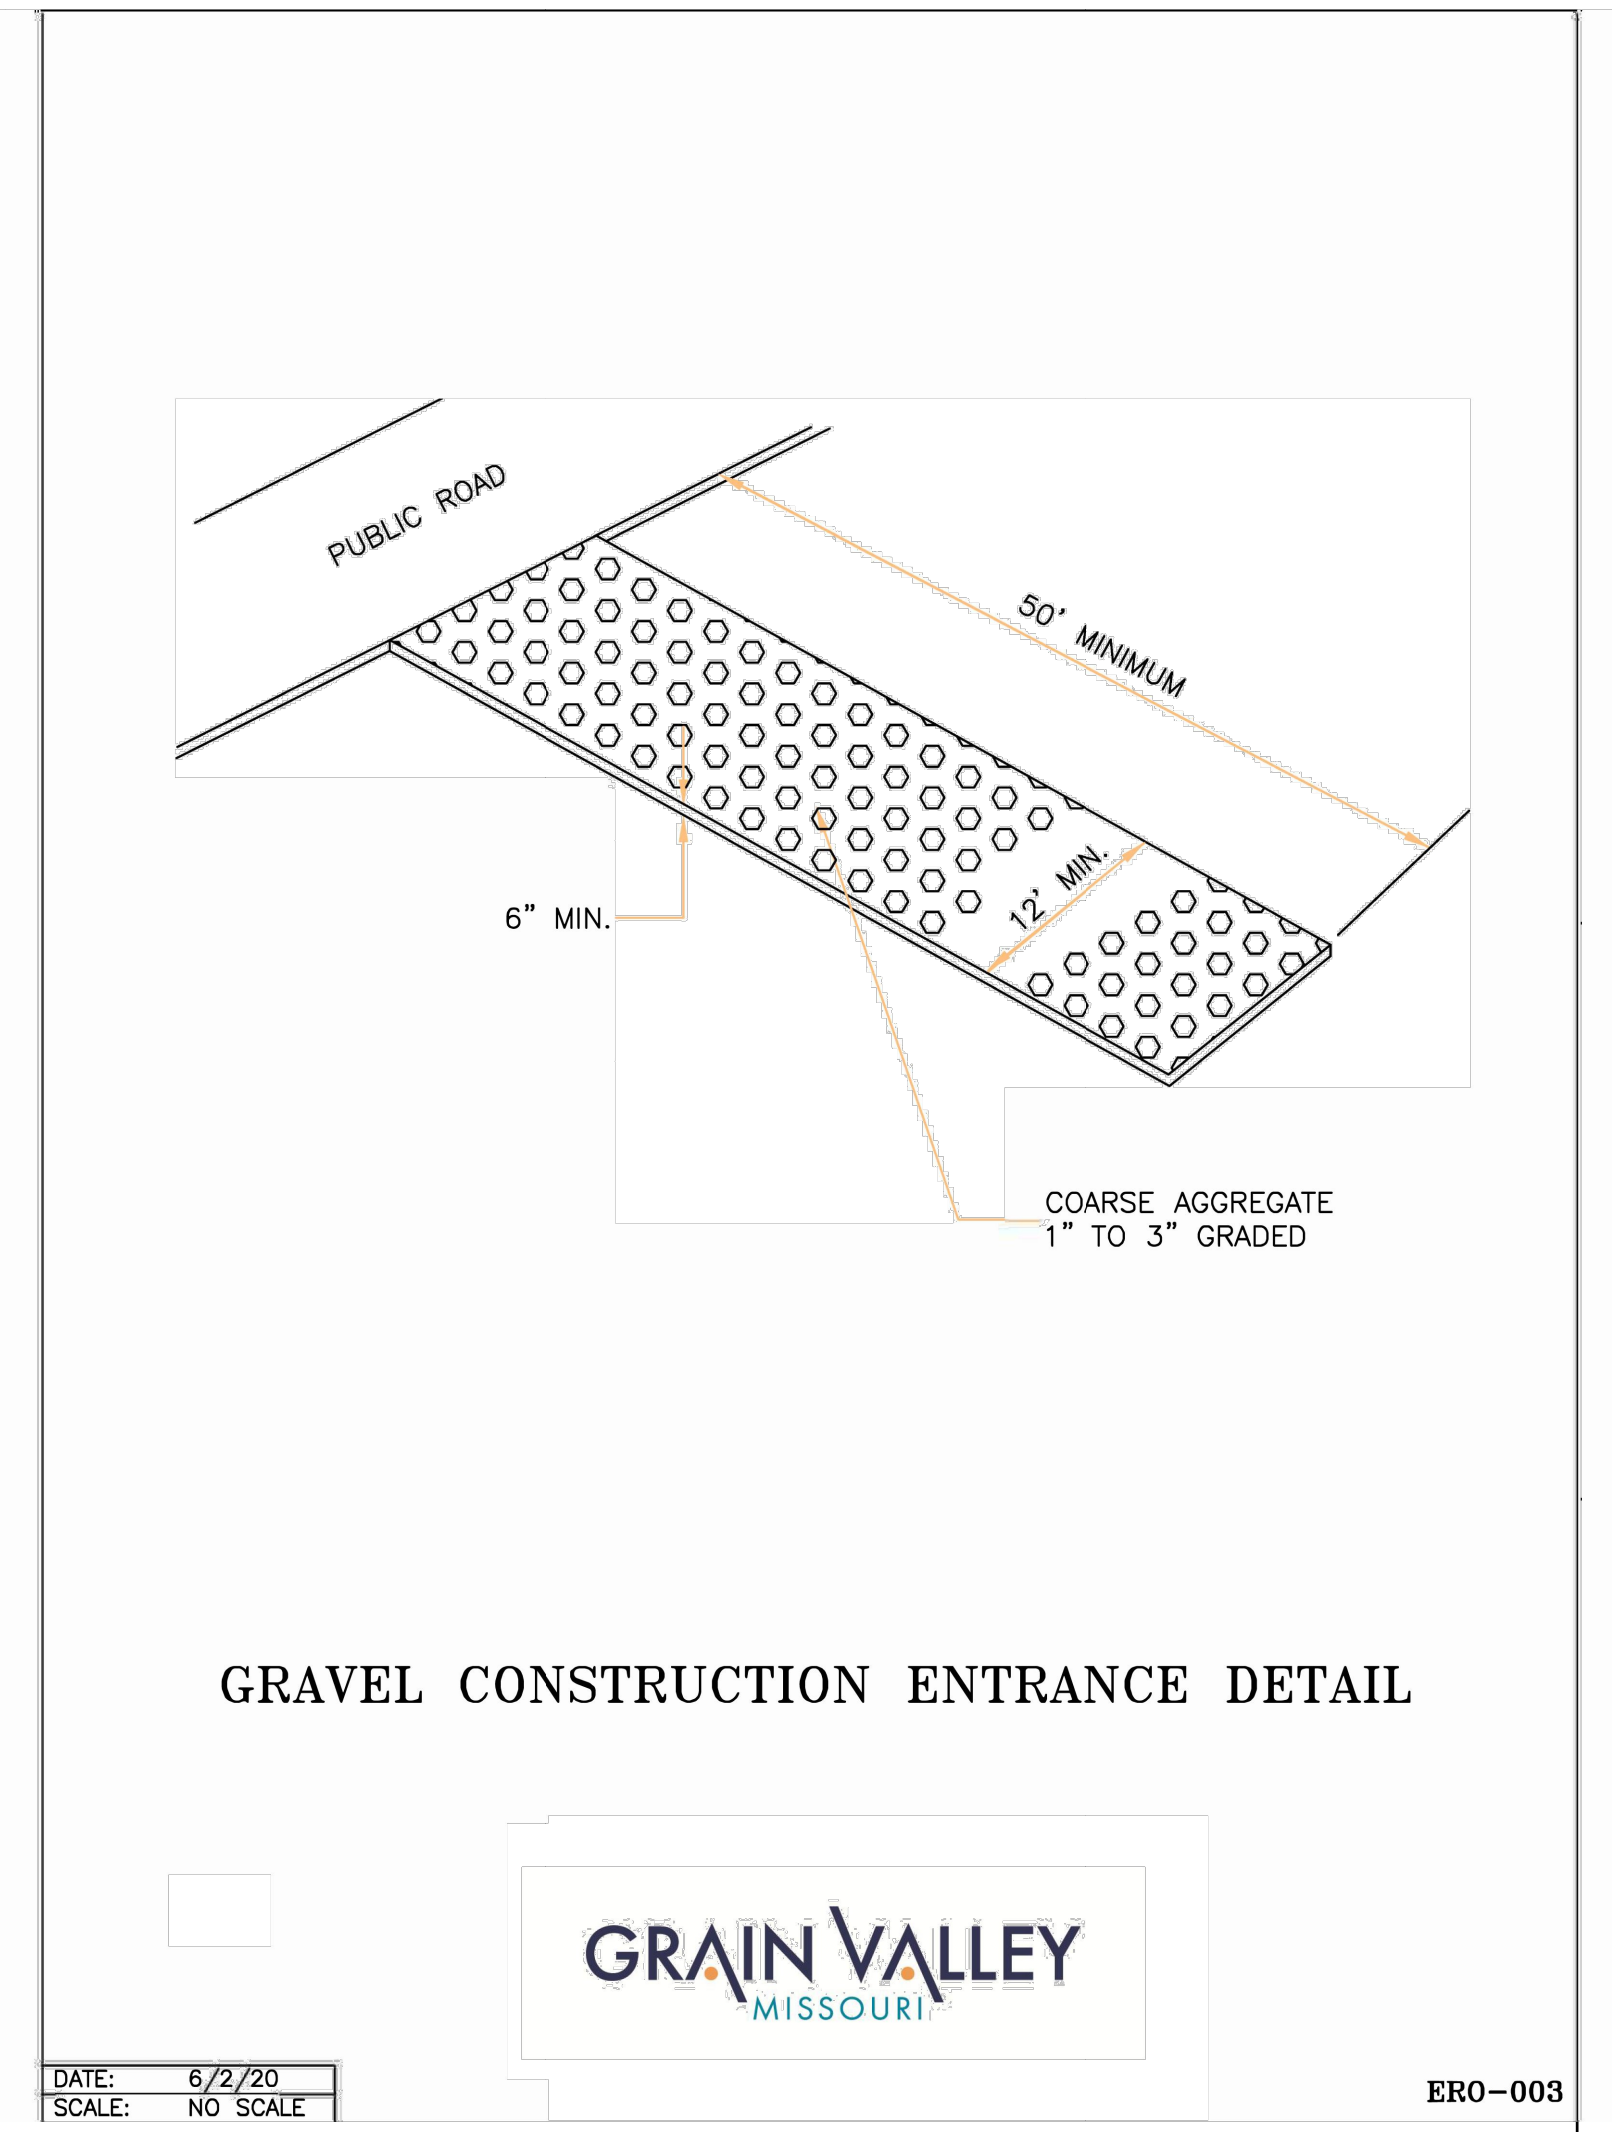 PUBLIC ROAD
50' MINIMUM
12' MIN.
6" MIN.
COARSE AGGREGATE
1" TO 3" GRADED
GRAVEL CONSTRUCTION ENTRANCE DETAIL
GRAIN VALLEY
MISSOURI
DATE: 6/2/20
SCALE: NO SCALE
ERO-003